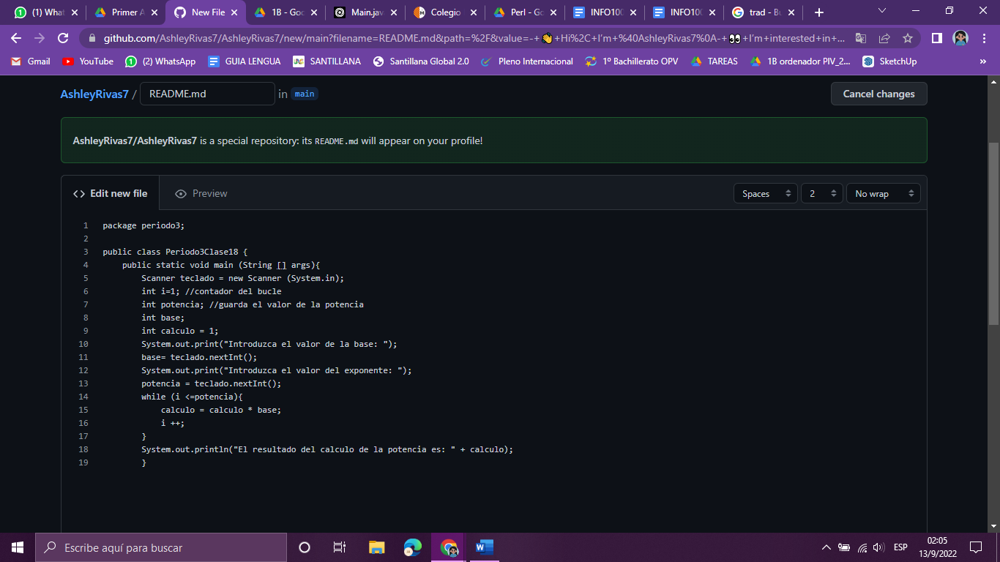 (1) What
Primer A
New File
1B - Goo
Main.jav
Colegio
Perl - Go
INFO100
INFO100
trad - Bu
github.com/AshleyRivas7/AshleyRivas7/new/main?filename=README.md&path=%2F&value=-+👋+Hi%2C+I'm+%40AshleyRivas7%0A-+👀+I'm+interested+in+...
Gmail
YouTube
(2) WhatsApp
GUIA LENGUA
SANTILLANA
Santillana Global 2.0
Pleno Internacional
1º Bachillerato OPV
TAREAS
1B ordenador PIV_2...
SketchUp
»
AshleyRivas7 / README.md in main
Cancel changes
AshleyRivas7/AshleyRivas7 is a special repository: its README.md will appear on your profile!
Edit new file
Preview
Spaces
2
No wrap
1 package periodo3;
2
3 public class Periodo3Clase18 {
4 public static void main (String [] args){
5 Scanner teclado = new Scanner (System.in);
6 int i=1; //contador del bucle
7 int potencia; //guarda el valor de la potencia
8 int base;
9 int calculo = 1;
10 System.out.print("Introduzca el valor de la base: ");
11 base= teclado.nextInt();
12 System.out.print("Introduzca el valor del exponente: ");
13 potencia = teclado.nextInt();
14 while (i <=potencia){
15 calculo = calculo * base;
16 i ++;
17 }
18 System.out.println("El resultado del calculo de la potencia es: " + calculo);
19 }
Escribe aquí para buscar
ESP
02:05
13/9/2022